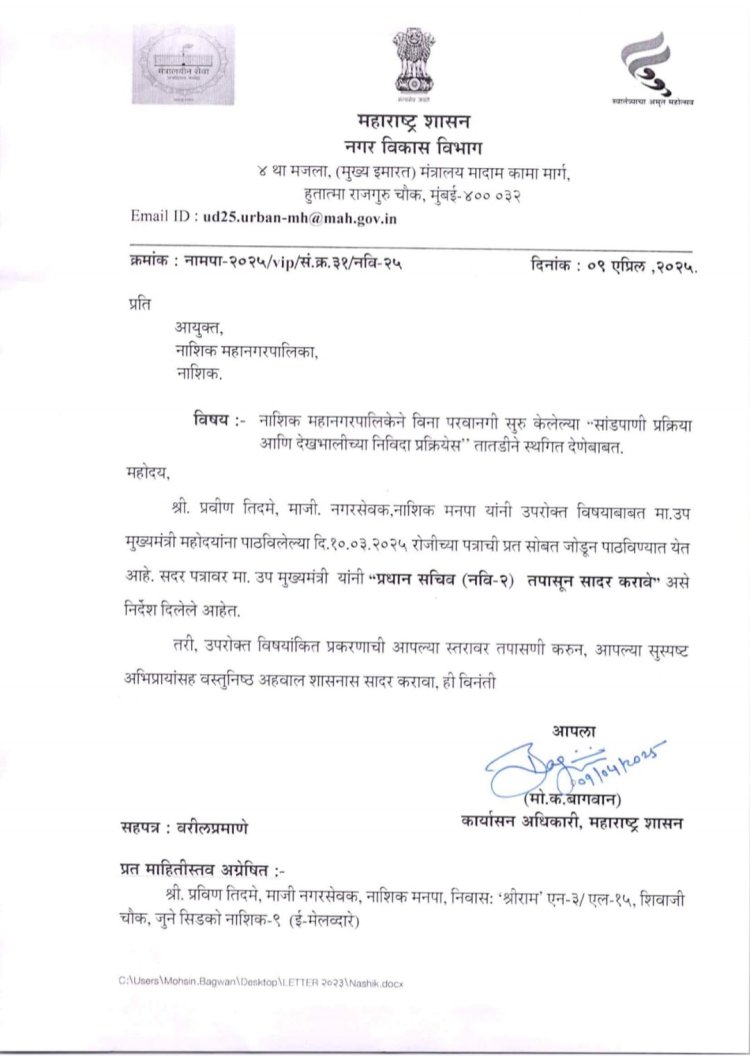 मंत्रालयीन सेवा
सत्यमेव जयते
स्वातंत्र्याचा अमृत महोत्सव
महाराष्ट्र शासन
नगर विकास विभाग
४ था मजला, (मुख्य इमारत) मंत्रालय मादाम कामा मार्ग,
हुतात्मा राजगुरु चौक, मुंबई-४०० ०३२
Email ID : ud25.urban-mh@mah.gov.in
क्रमांक : नामपा-२०२५/vip/सं.क्र.३१/नवि-२५ दिनांक : ०९ एप्रिल ,२०२५.
प्रति
आयुक्त,
नाशिक महानगरपालिका,
नाशिक.
विषय :- नाशिक महानगरपालिकेने विना परवानगी सुरु केलेल्या "सांडपाणी प्रक्रिया
आणि देखभालीच्या निविदा प्रक्रियेस" तातडीने स्थगित देणेबाबत.
महोदय,
श्री. प्रवीण तिदमे, माजी. नगरसेवक,नाशिक मनपा यांनी उपरोक्त विषयाबाबत मा.उप
मुख्यमंत्री महोदयांना पाठविलेल्या दि.१०.०३.२०२५ रोजीच्या पत्राची प्रत सोबत जोडून पाठविण्यात येत
आहे. सदर पत्रावर मा. उप मुख्यमंत्री यांनी "प्रधान सचिव (नवि-२) तपासून सादर करावे" असे
निर्देश दिलेले आहेत.
तरी, उपरोक्त विषयांकित प्रकरणाची आपल्या स्तरावर तपासणी करुन, आपल्या सुस्पष्ट
अभिप्रायांसह वस्तुनिष्ठ अहवाल शासनास सादर करावा, ही विनंती
आपला
09/04/2025
(मो.क.बागवान)
कार्यासन अधिकारी, महाराष्ट्र शासन
सहपत्र : वरीलप्रमाणे
प्रत माहितीस्तव अग्रेषित :-
श्री. प्रविण तिदमे, माजी नगरसेवक, नाशिक मनपा, निवास: 'श्रीराम' एन-३/ एल-१५, शिवाजी
चौक, जुने सिडको नाशिक-९ (ई-मेलव्दारे)
C:\Users\Mohsin.Bagwan\Desktop\LETTER 2023\Nashik.docx